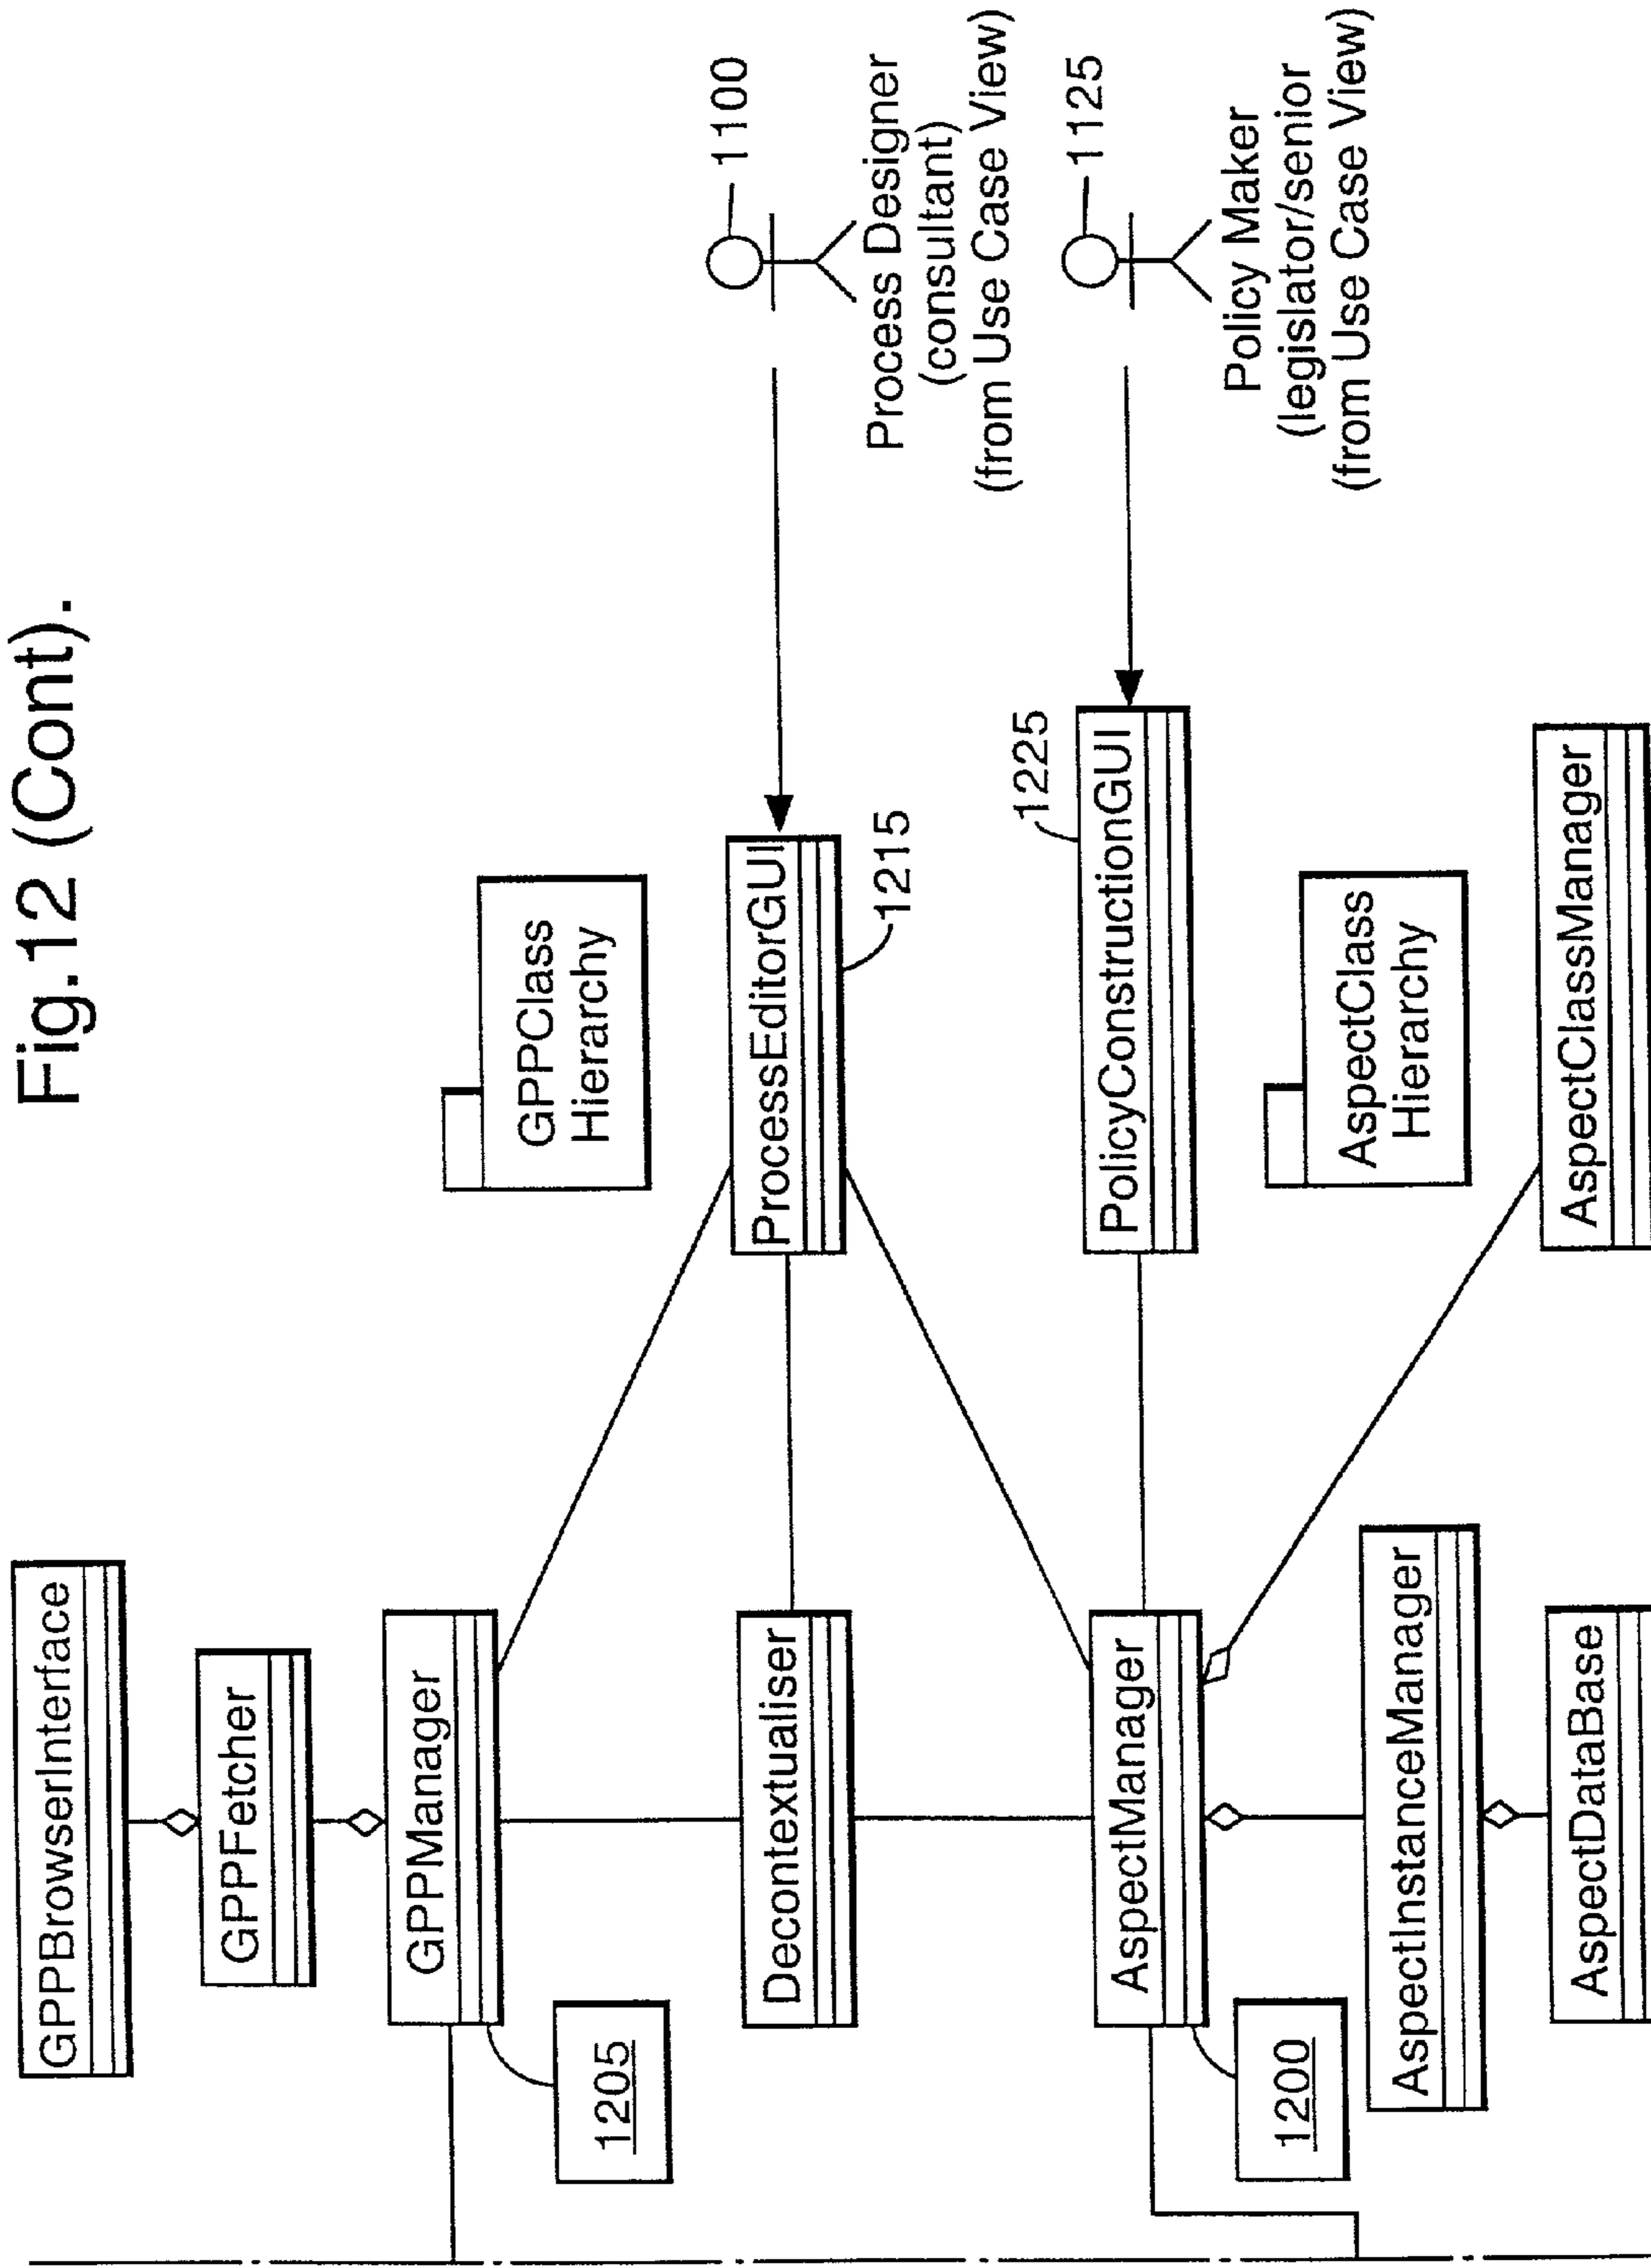 Fig.12 (Cont).
GPPBrowserInterface
GPPFetcher
GPPManager
1205
GPPClass
Hierarchy
Decontextualiser
ProcessEditorGUI
1215
1100
Process Designer
(consultant)
(from Use Case View)
AspectManager
1200
PolicyConstructionGUI
1225
1125
Policy Maker
(legislator/senior
(from Use Case View)
AspectClass
Hierarchy
AspectInstanceManager
AspectDataBase
AspectClassManager